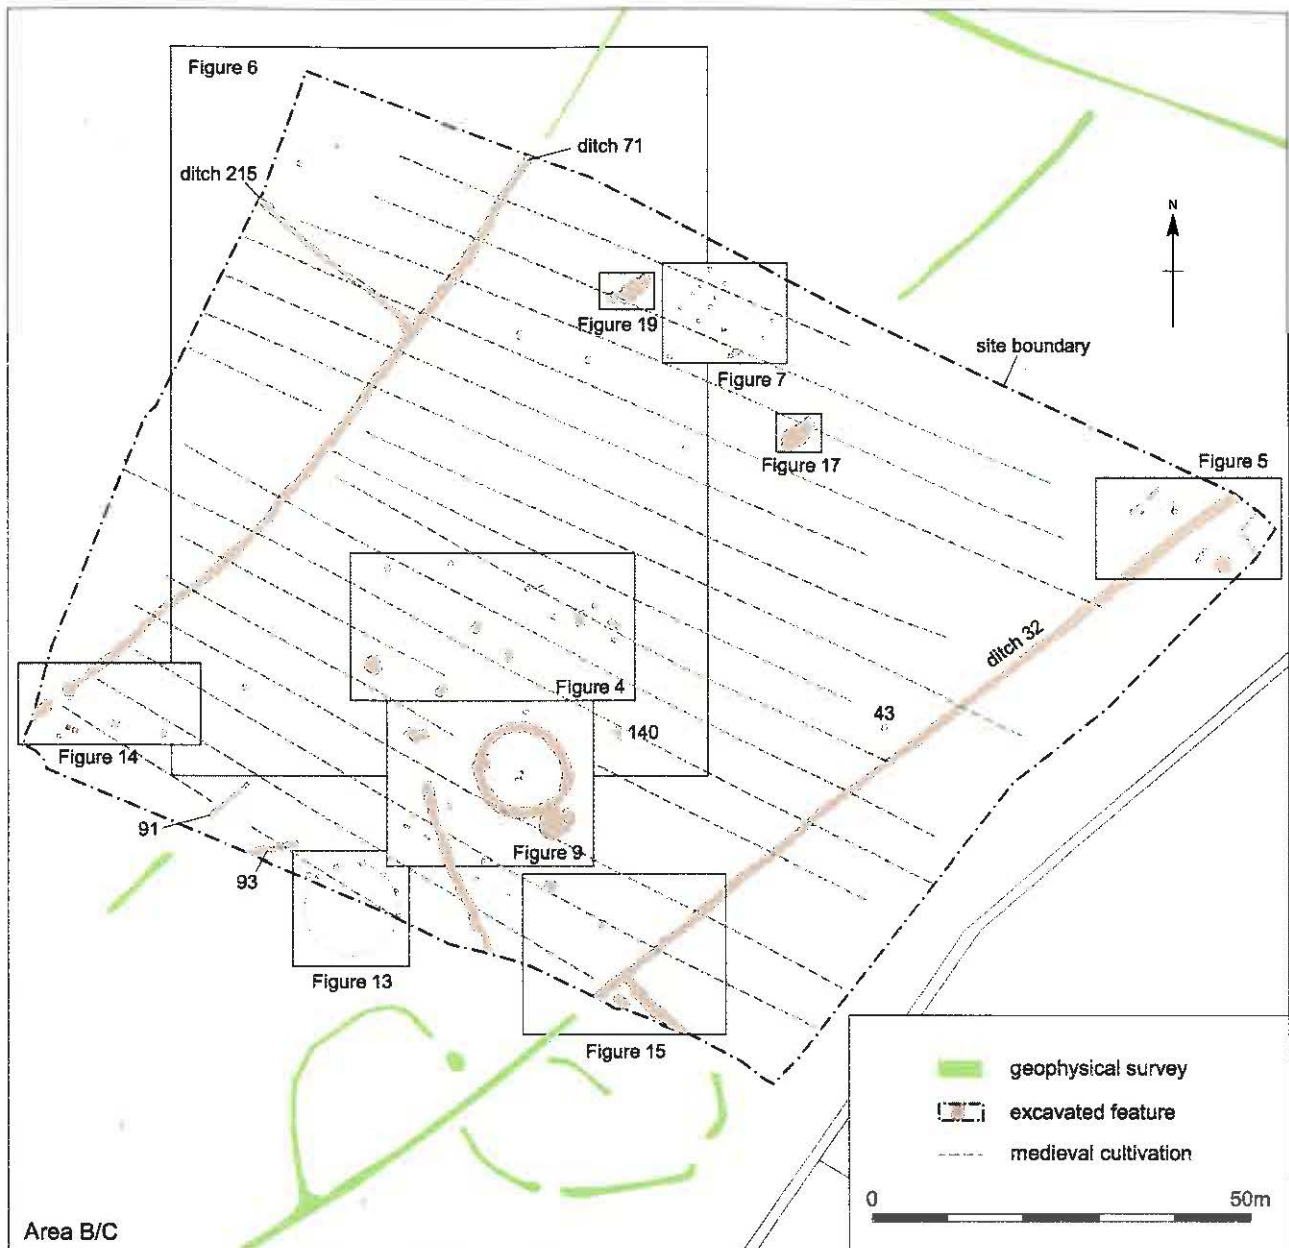 Figure 6
ditch 71
ditch 215
N
Figure 19
Figure 7
site boundary
Figure 17
Figure 5
ditch 32
Figure 4
43
140
Figure 14
91
Figure 9
93
Figure 13
Figure 15
geophysical survey
excavated feature
medieval cultivation
0 50m
Area B/C